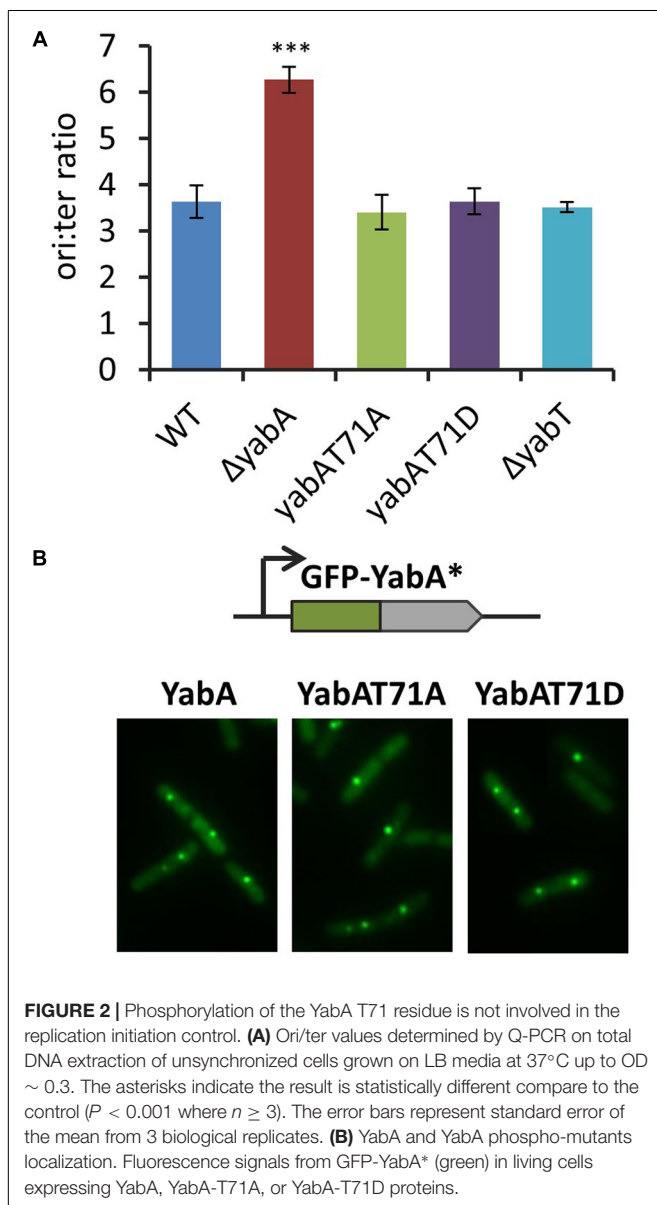 A
ori:ter ratio
7
6
5
4
3
2
1
0
***
WT
ΔyabA
yabAT71A
yabAT71D
ΔyabT
B
GFP-YabA*
YabA YabAT71A YabAT71D
FIGURE 2 | Phosphorylation of the YabA T71 residue is not involved in the
replication initiation control. (A) Ori/ter values determined by Q-PCR on total
DNA extraction of unsynchronized cells grown on LB media at 37°C up to OD
~ 0.3. The asterisks indicate the result is statistically different compare to the
control (P < 0.001 where n ≥ 3). The error bars represent standard error of
the mean from 3 biological replicates. (B) YabA and YabA phospho-mutants
localization. Fluorescence signals from GFP-YabA* (green) in living cells
expressing YabA, YabA-T71A, or YabA-T71D proteins.